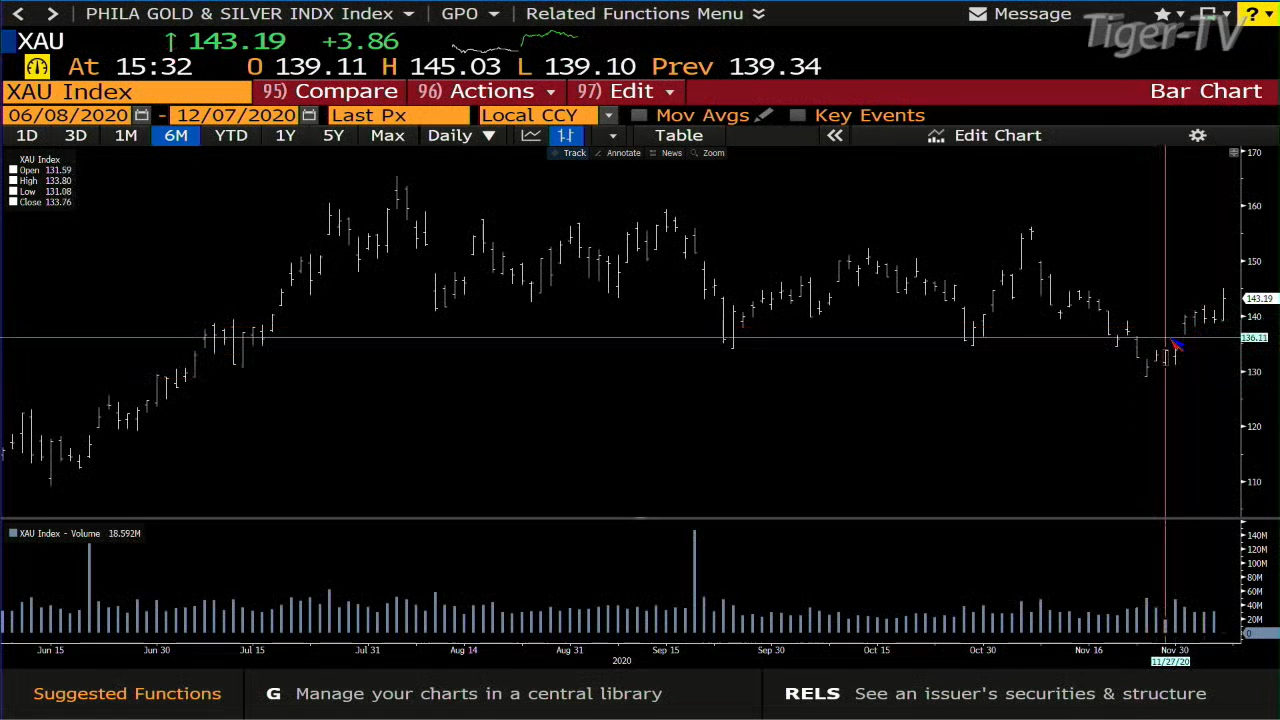 PHILA GOLD & SILVER INDX Index GPO Related Functions Menu Message ?
Tiger-TV
XAU ↑ 143.19 +3.86
At 15:32 O 139.11 H 145.03 L 139.10 Prev 139.34
XAU Index 95) Compare 96) Actions 97) Edit Bar Chart
06/08/2020 - 12/07/2020 Last Px Local CCY Mov Avgs Key Events
1D 3D 1M 6M YTD 1Y 5Y Max Daily ▼ Table « Edit Chart
Track Annotate News Zoom
XAU Index
Open 131.59
High 133.80
Low 131.08
Close 133.76
170
160
150
143.19
140
136.11
130
120
110
XAU Index - Volume 18.592M
140M
120M
100M
80M
60M
40M
20M
0
Jun 15 Jun 30 Jul 15 Jul 31 Aug 14 Aug 31 Sep 15 Sep 30 Oct 15 Oct 30 Nov 16 Nov 30
2020 11/27/20
Suggested Functions G Manage your charts in a central library RELS See an issuer's securities & structure